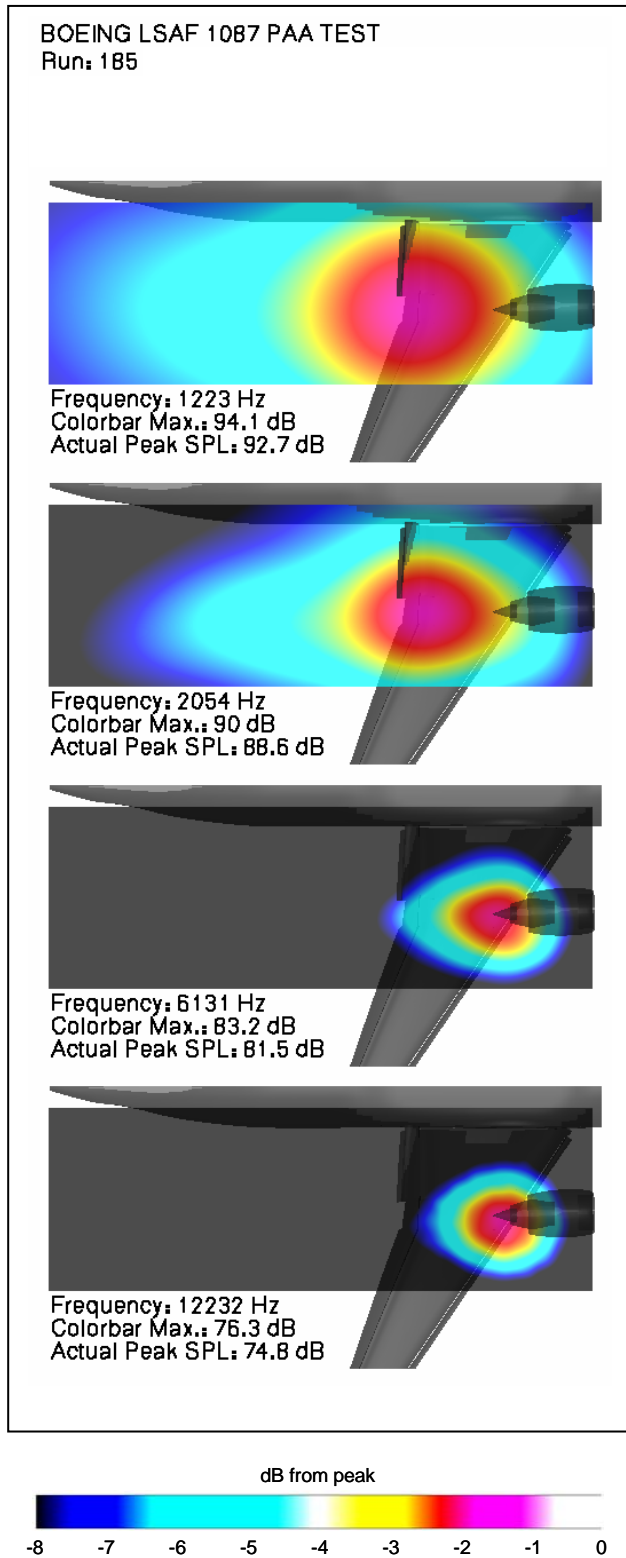 BOEING LSAF 1087 PAA TEST
Run: 185
Frequency: 1223 Hz
Colorbar Max.: 94.1 dB
Actual Peak SPL: 92.7 dB
Frequency: 2054 Hz
Colorbar Max.: 90 dB
Actual Peak SPL: 88.6 dB
Frequency: 6131 Hz
Colorbar Max.: 83.2 dB
Actual Peak SPL: 81.5 dB
Frequency: 12232 Hz
Colorbar Max.: 76.3 dB
Actual Peak SPL: 74.8 dB
dB from peak
-8 -7 -6 -5 -4 -3 -2 -1 0